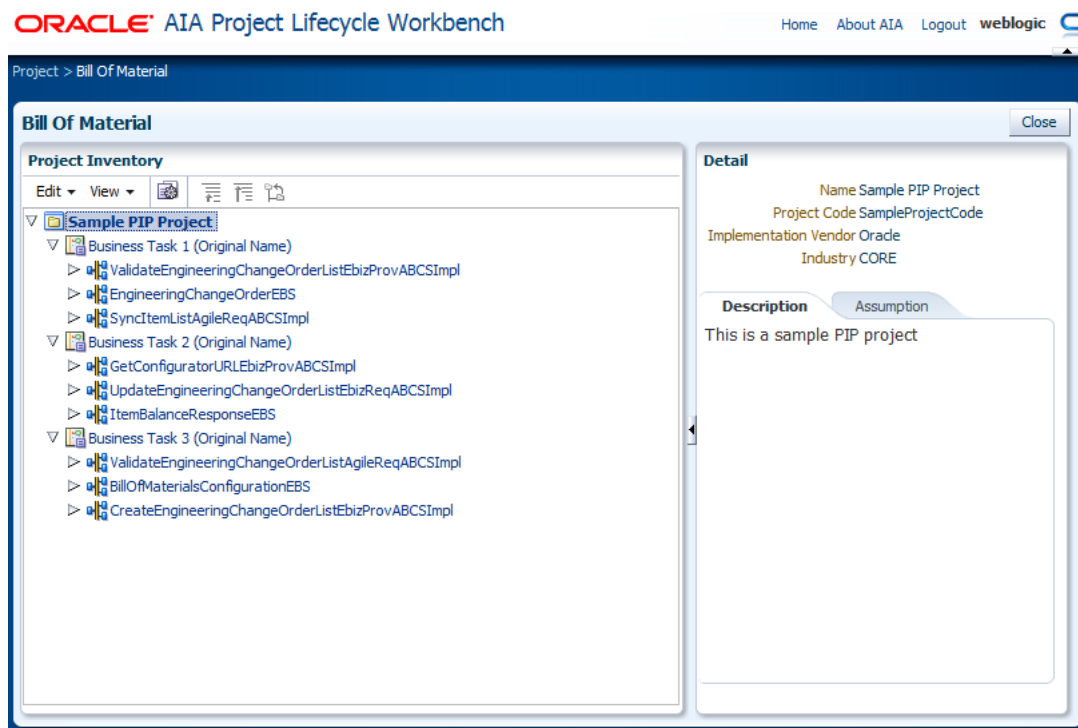 ORACLE® AIA Project Lifecycle Workbench
Home About AIA Logout weblogic
Project > Bill Of Material
Bill Of Material
Close
Project Inventory
Edit View
Sample PIP Project
Business Task 1 (Original Name)
ValidateEngineeringChangeOrderListEbizProvABCSImpl
EngineeringChangeOrderEBS
SyncItemListAgileReqABCSImpl
Business Task 2 (Original Name)
GetConfiguratorURLEbizProvABCSImpl
UpdateEngineeringChangeOrderListEbizReqABCSImpl
ItemBalanceResponseEBS
Business Task 3 (Original Name)
ValidateEngineeringChangeOrderListAgileReqABCSImpl
BillOfMaterialsConfigurationEBS
CreateEngineeringChangeOrderListEbizProvABCSImpl
Detail
Name Sample PIP Project
Project Code SampleProjectCode
Implementation Vendor Oracle
Industry CORE
Description Assumption
This is a sample PIP project